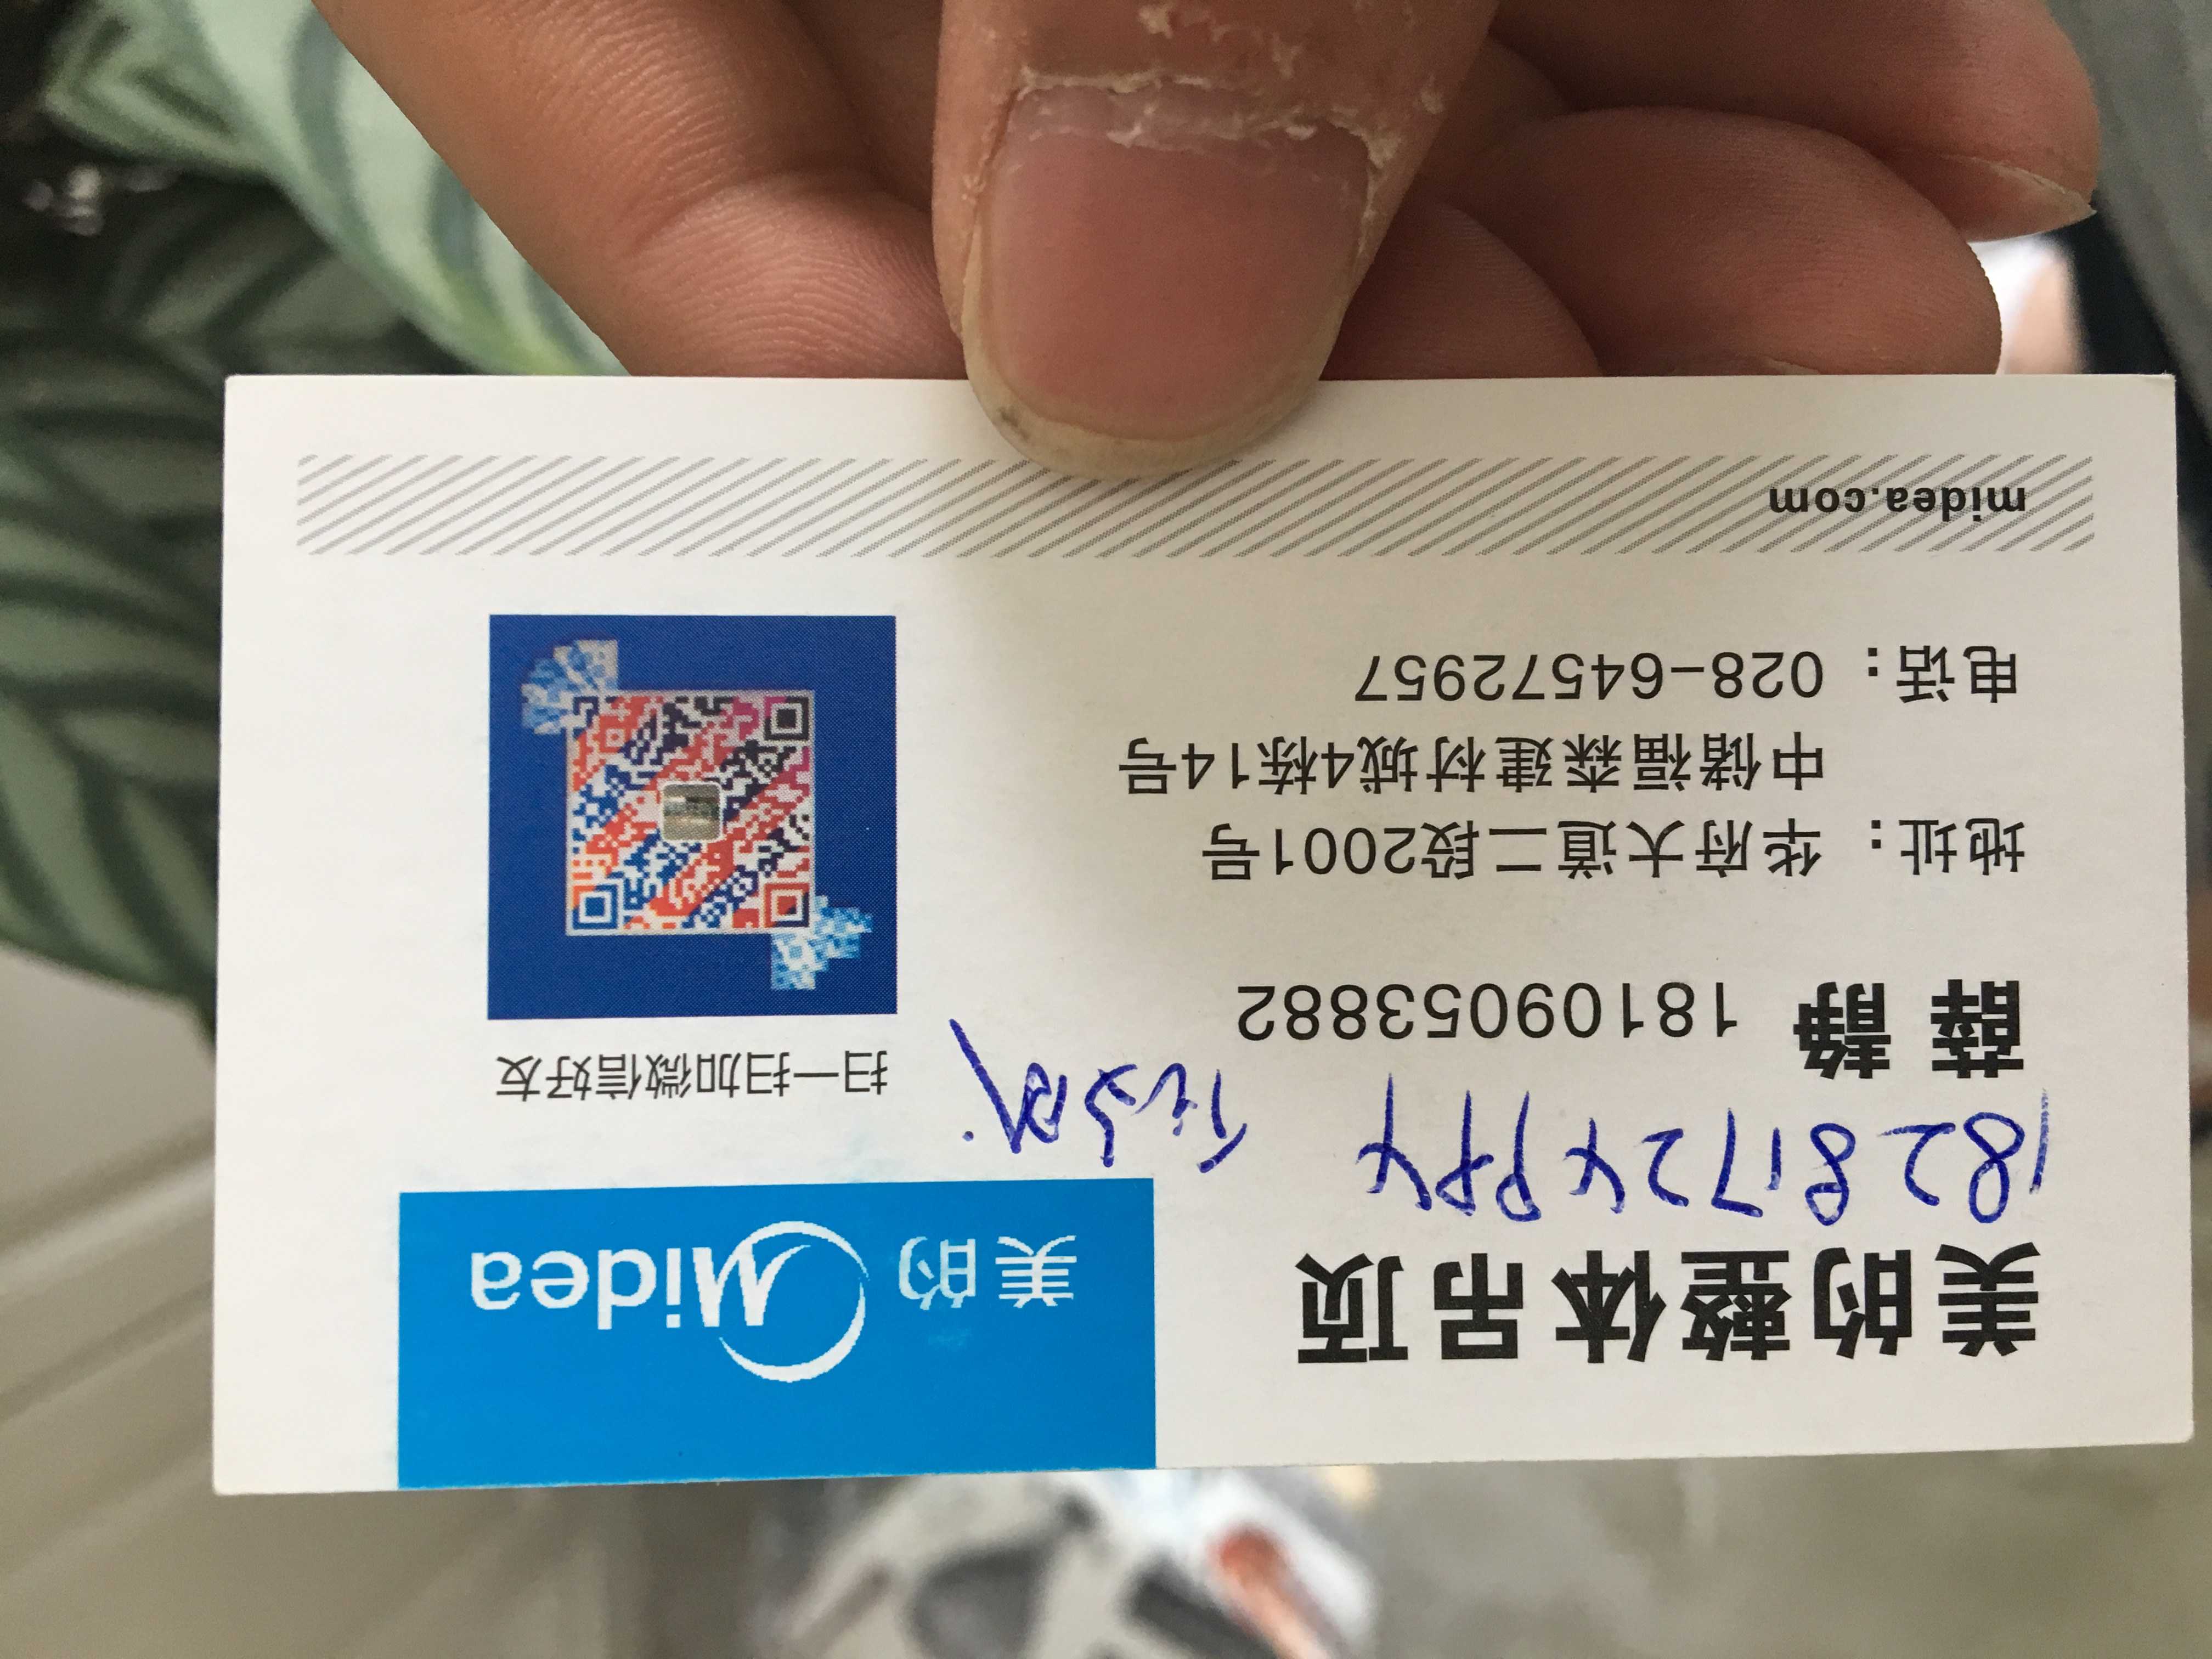 美的 Midea
美的整体吊顶
18281724994
薛静 18109053882
扫一扫加微信好友
地址：华府大道二段2001号
中储福森建材城4栋14号
电话：028-64572957
midea.com